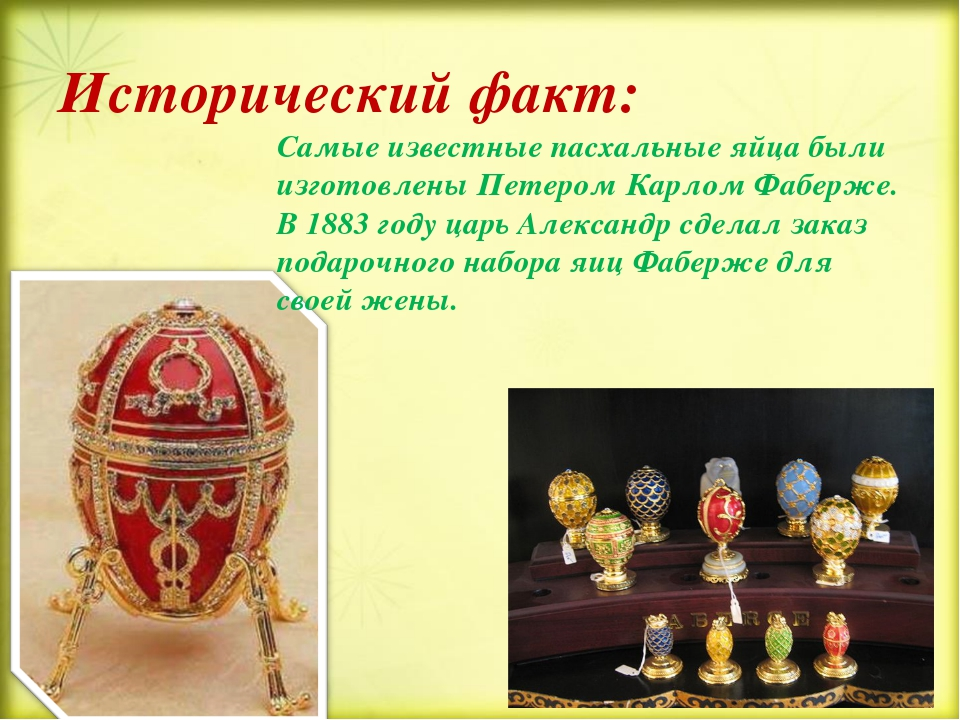 Исторический факт:
Самые известные пасхальные яйца были
изготовлены Петером Карлом Фаберже.
В 1883 году царь Александр сделал заказ
подарочного набора яиц Фаберже для
своей жены.
FABERGE